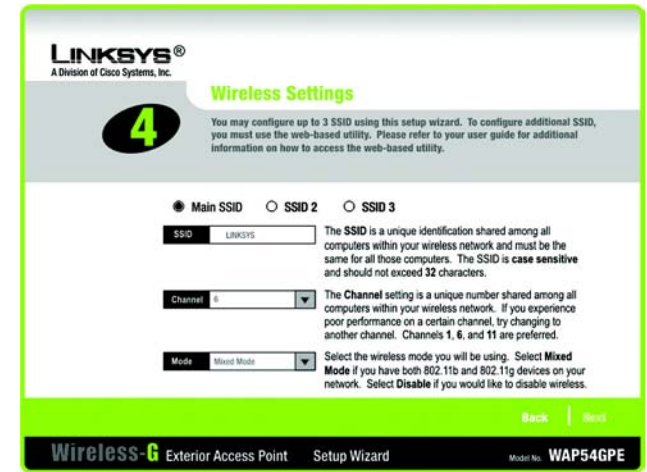 LINKSYS®
A Division of Cisco Systems, Inc.
Wireless Settings
4
You may configure up to 3 SSID using this setup wizard. To configure additional SSID,
you must use the web-based utility. Please refer to your user guide for additional
information on how to access the web-based utility.
Main SSID SSID 2 SSID 3
SSID LINKSYS
The SSID is a unique identification shared among all
computers within your wireless network and must be the
same for all those computers. The SSID is case sensitive
and should not exceed 32 characters.
Channel 6
The Channel setting is a unique number shared among all
computers within your wireless network. If you experience
poor performance on a certain channel, try changing to
another channel. Channels 1, 6, and 11 are preferred.
Mode Mixed Mode
Select the wireless mode you will be using. Select Mixed
Mode if you have both 802.11b and 802.11g devices on your
network. Select Disable if you would like to disable wireless.
Back Next
Wireless-G Exterior Access Point Setup Wizard Model No. WAP54GPE